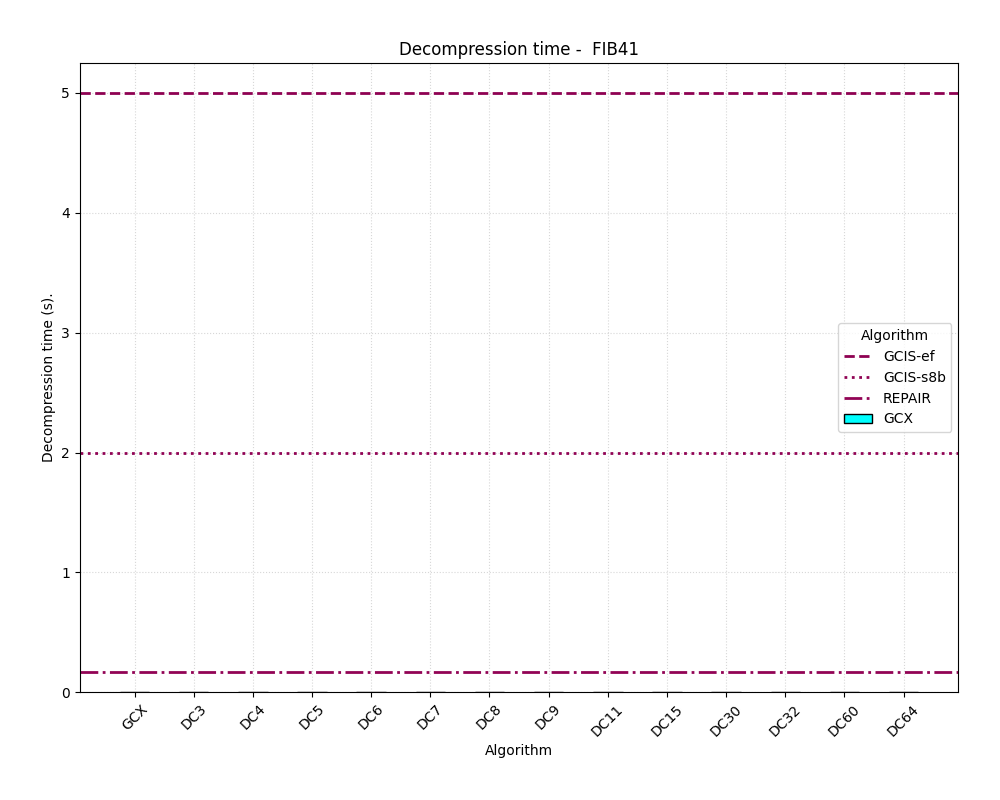 Decompression time -  FIB41
Decompression time (s).
5
4
3
2
1
0
Algorithm
GCIS-ef
GCIS-s8b
REPAIR
GCX
GCX
DC3
DC4
DC5
DC6
DC7
DC8
DC9
DC11
DC15
DC30
DC32
DC60
DC64
Algorithm